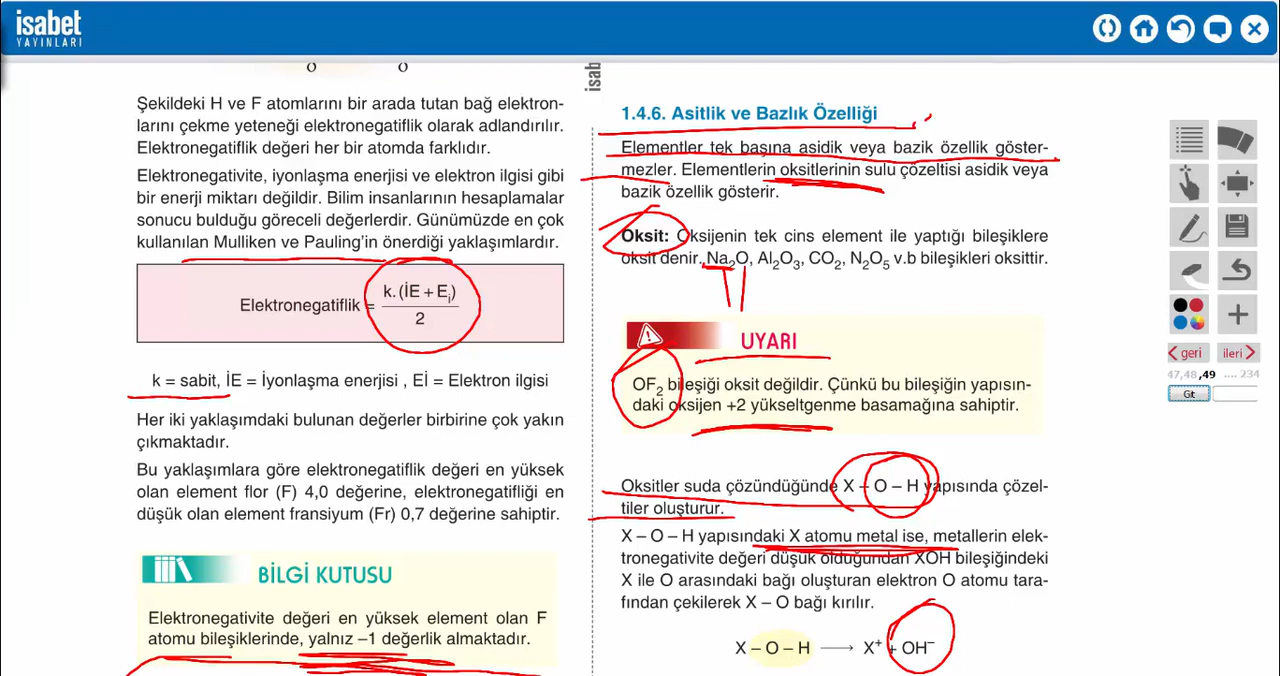 isabet
YAYINLARI
O O
Şekildeki H ve F atomlarını bir arada tutan bağ elektron-
larını çekme yeteneği elektronegatiflik olarak adlandırılır.
Elektronegatiflik değeri her bir atomda farklıdır.
Elektronegativite, iyonlaşma enerjisi ve elektron ilgisi gibi
bir enerji miktarı değildir. Bilim insanlarının hesaplamalar
sonucu bulduğu göreceli değerlerdir. Günümüzde en çok
kullanılan Mulliken ve Pauling'in önerdiği yaklaşımlardır.
Elektronegatiflik = k.(İE + Eᵢ)
2
k = sabit, İE = İyonlaşma enerjisi , Eİ = Elektron ilgisi
Her iki yaklaşımdaki bulunan değerler birbirine çok yakın
çıkmaktadır.
Bu yaklaşımlara göre elektronegatiflik değeri en yüksek
olan element flor (F) 4,0 değerine, elektronegatifliği en
düşük olan element fransiyum (Fr) 0,7 değerine sahiptir.
BİLGİ KUTUSU
Elektronegativite değeri en yüksek element olan F
atomu bileşiklerinde, yalnız –1 değerlik almaktadır.
isab
1.4.6. Asitlik ve Bazlık Özelliği
Elementler tek başına asidik veya bazik özellik göster-
mezler. Elementlerin oksitlerinin sulu çözeltisi asidik veya
bazik özellik gösterir.
Oksit: Oksijenin tek cins element ile yaptığı bileşiklere
oksit denir. Na₂O, Al₂O₃, CO₂, N₂O₅ v.b bileşikleri oksittir.
UYARI
OF₂ bileşiği oksit değildir. Çünkü bu bileşiğin yapısın-
daki oksijen +2 yükseltgenme basamağına sahiptir.
Oksitler suda çözündüğünde X – O – H yapısında çözel-
tiler oluşturur.
X – O – H yapısındaki X atomu metal ise, metallerin elek-
tronegativite değeri düşük olduğundan XOH bileşiğindeki
X ile O arasındaki bağı oluşturan elektron O atomu tara-
fından çekilerek X – O bağı kırılır.
X – O – H ⟶ X⁺ + OH⁻
geri ileri
47,48,49 .... 234
Git